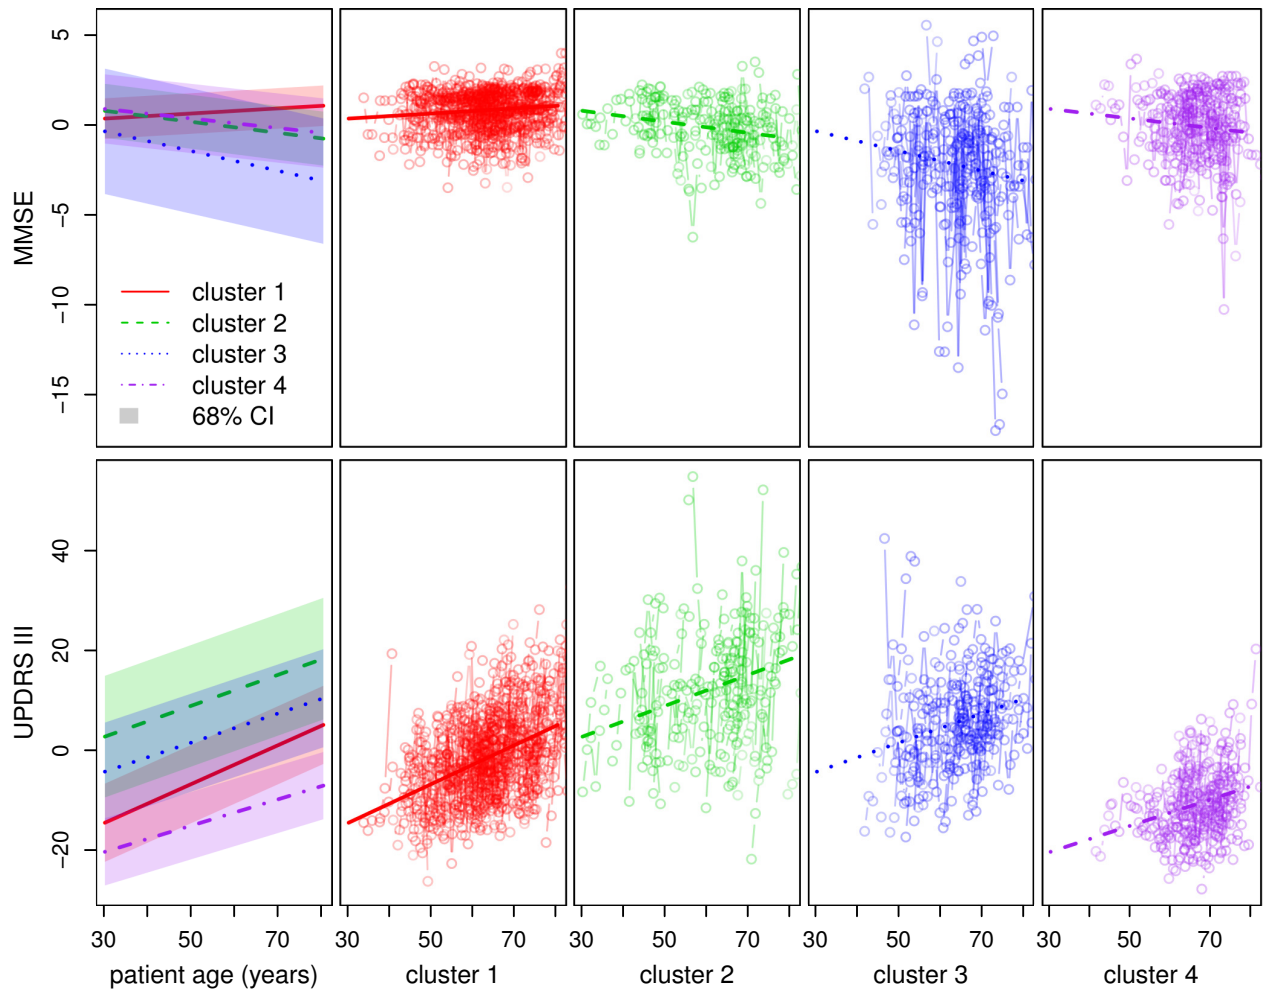 MMSE
5
0
−5
−10
−15
cluster 1
cluster 2
cluster 3
cluster 4
68% CI
UPDRS III
40
20
0
−20
30 50 70 30 50 70 30 50 70 30 50 70 30 50 70
patient age (years) cluster 1 cluster 2 cluster 3 cluster 4